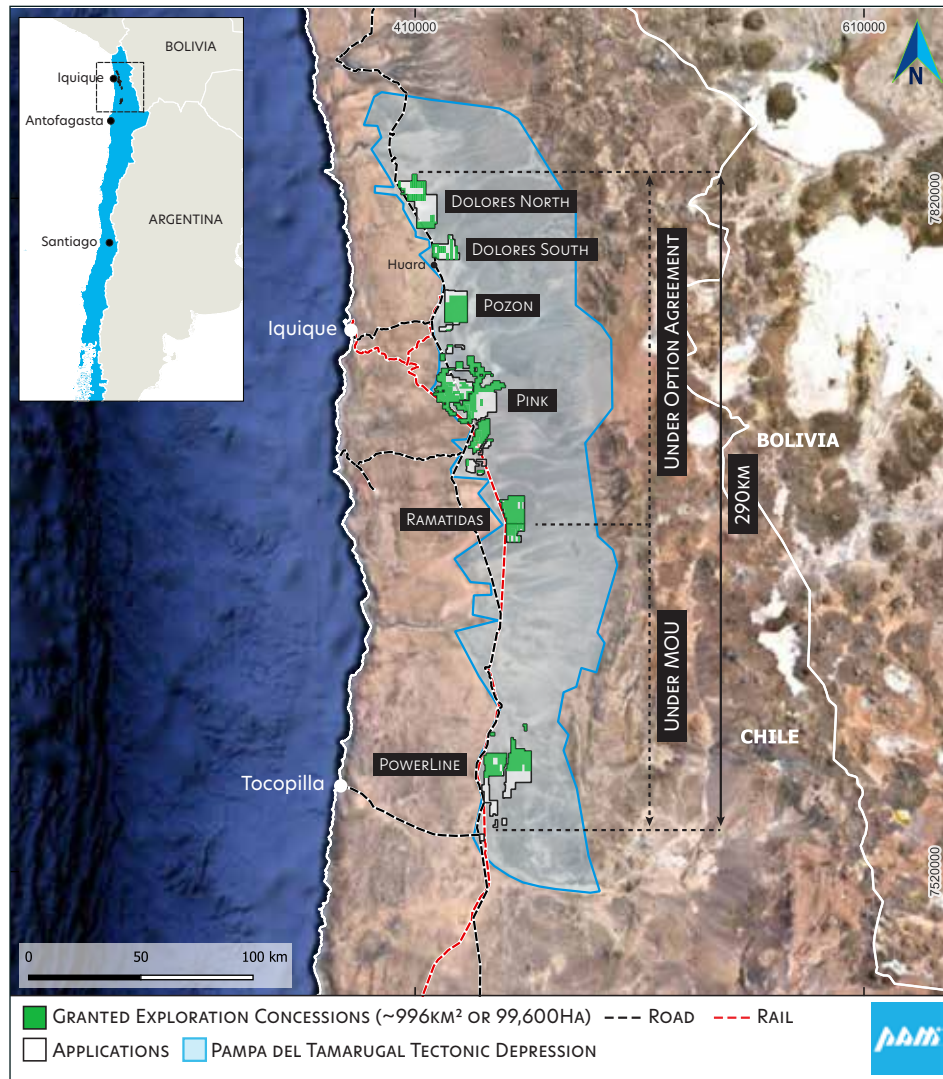 BOLIVIA
Iquique
Antofagasta
ARGENTINA
Santiago
410000
610000
N
7820000
DOLORES NORTH
DOLORES SOUTH
Huara
POZON
Iquique
PINK
UNDER OPTION AGREEMENT
BOLIVIA
290KM
RAMATIDAS
UNDER MOU
CHILE
POWERLINE
Tocopilla
7520000
0 50 100 km
GRANTED EXPLORATION CONCESSIONS (~996KM² OR 99,600HA) ROAD RAIL
APPLICATIONS PAMPA DEL TAMARUGAL TECTONIC DEPRESSION
PAM